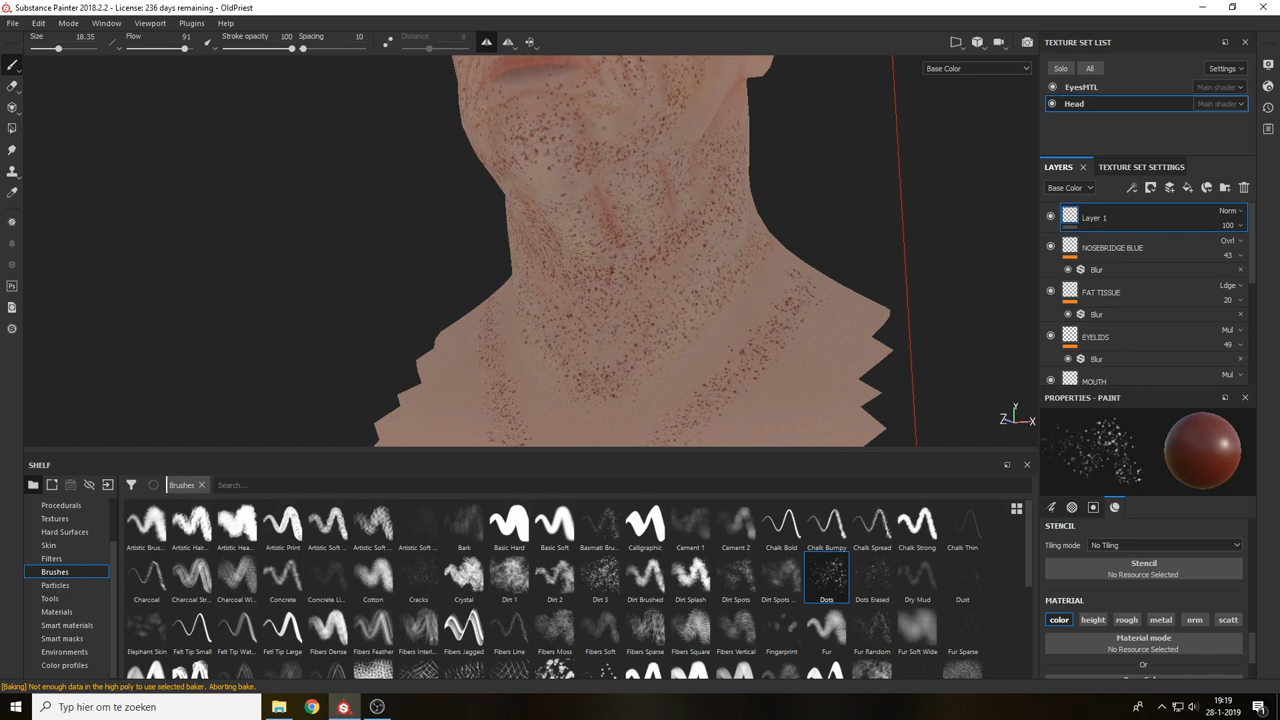 Substance Painter 2018.2.2 - License: 236 days remaining - OldPriest
File Edit Mode Window Viewport Plugins Help
Size 18.35 Flow 91 Stroke opacity 100 Spacing 10 Distance 8
Base Color
TEXTURE SET LIST
Solo All Settings
EyesMTL Main shader
Head Main shader
LAYERS TEXTURE SET SETTINGS
Base Color
Layer 1 Norm 100
NOSEBRIDGE BLUE Ovrl 43
Blur
FAT TISSUE Ldge 20
Blur
EYELIDS Mul 49
Blur
MOUTH Mul
PROPERTIES - PAINT
STENCIL
Tiling mode No Tiling
Stencil
No Resource Selected
MATERIAL
color height rough metal nrm scatt
Material mode
No Resource Selected
Or
Z Y X
Ps
SHELF
Brushes Search...
Procedurals
Textures
Hard Surfaces
Skin
Filters
Brushes
Particles
Tools
Materials
Smart materials
Smart masks
Environments
Color profiles
Artistic Brus... Artistic Hair... Artistic Hea... Artistic Print Artistic Soft ... Artistic Soft ... Artistic Soft ... Bark Basic Hard Basic Soft Basmati Bru... Calligraphic Cement 1 Cement 2 Chalk Bold Chalk Bumpy Chalk Spread Chalk Strong Chalk Thin
Charcoal Charcoal Str... Charcoal Wi... Concrete Concrete Li... Cotton Cracks Crystal Dirt 1 Dirt 2 Dirt 3 Dirt Brushed Dirt Splash Dirt Spots Dirt Spots ... Dots Dots Erased Dry Mud Dust
Elephant Skin Felt Tip Small Felt Tip Wat... Felt Tip Large Fibers Dense Fibers Feather Fibers Interl... Fibers Jagged Fibers Lines Fibers Moss Fibers Soft Fibers Sparse Fibers Square Fibers Vertical Fingerprint Fur Fur Random Fur Soft Wide Fur Sparse
[Baking] Not enough data in the high poly to use selected baker. Aborting bake.
Typ hier om te zoeken
19:19
28-1-2019
1